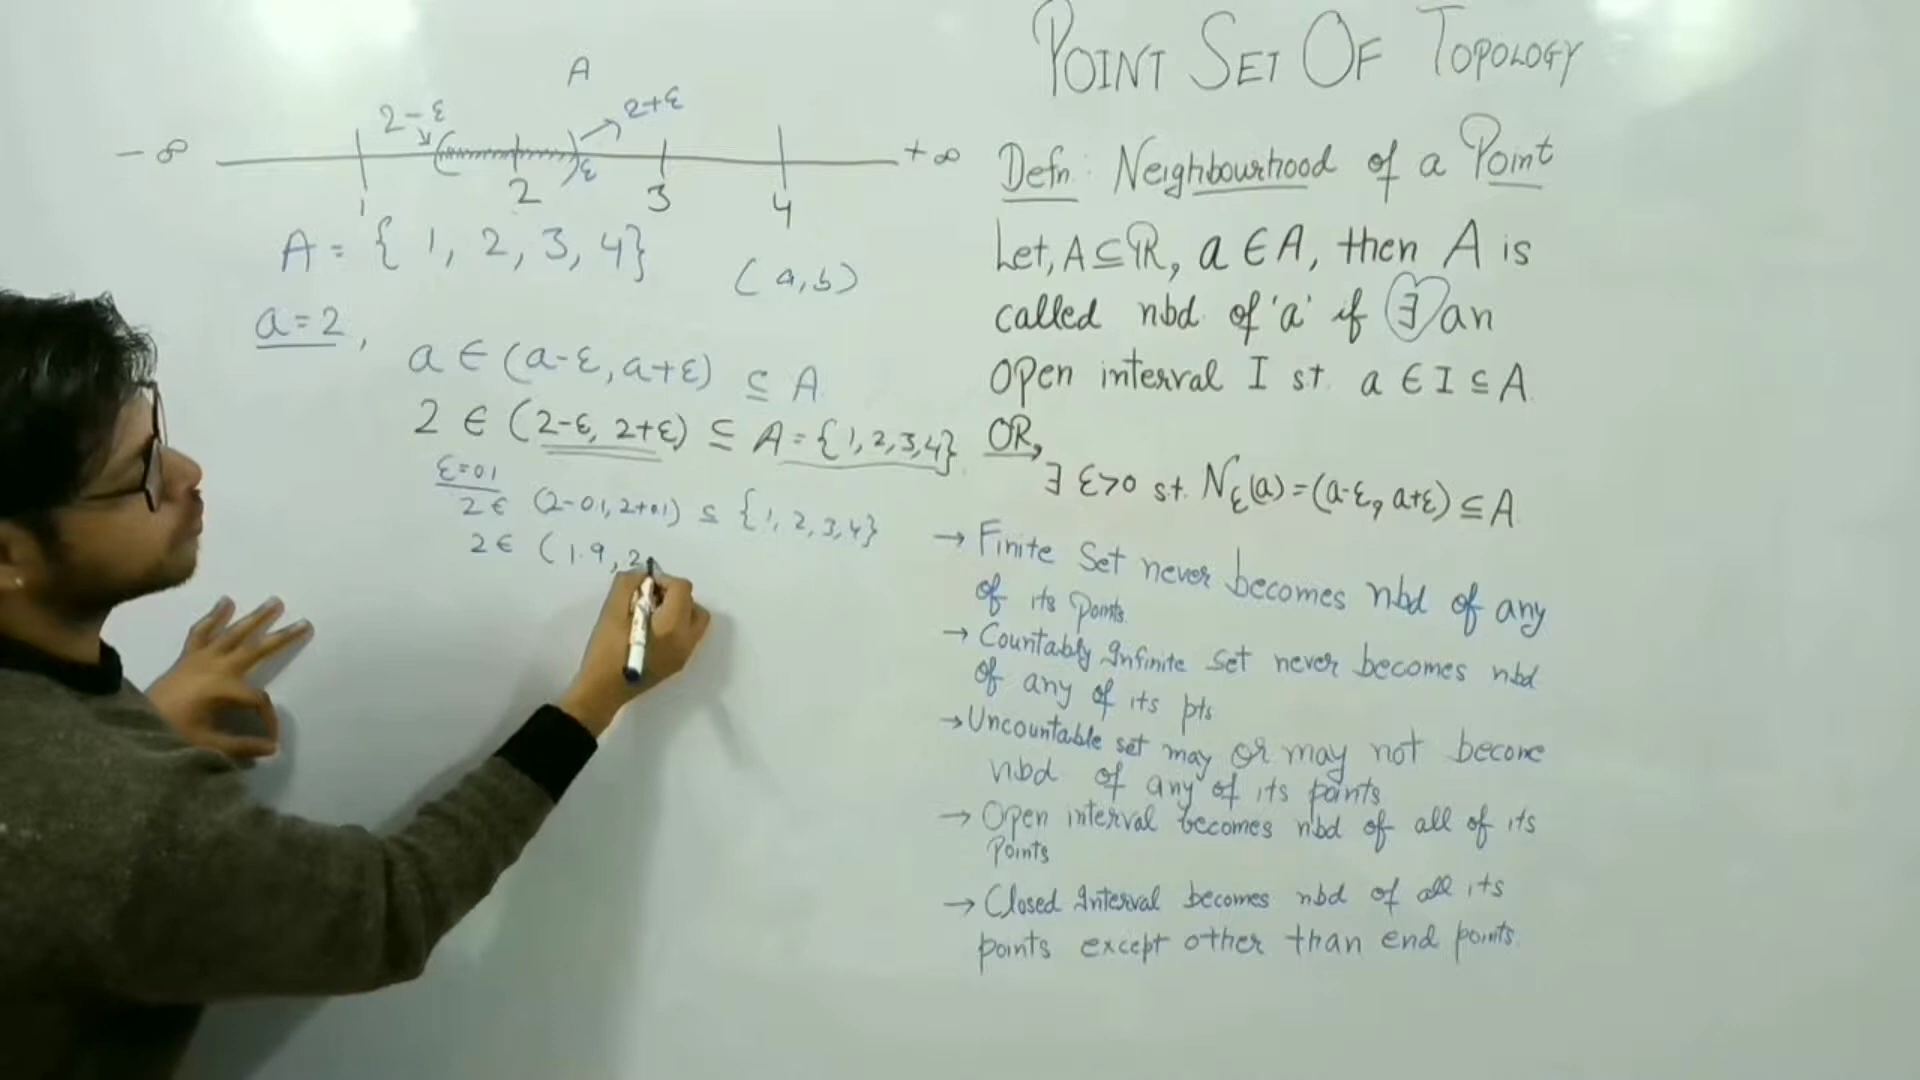 A
2-ε
2+ε
- ∞
+ ∞
ε
1 2 3 4
A = { 1, 2, 3, 4}
(a,b)
a=2,
a ∈ (a-ε, a+ε) ⊆ A
2 ∈ (2-ε, 2+ε) ⊆ A = {1,2,3,4}
ε=0.1
2 ∈ (2-0.1, 2+0.1) ⊆ {1, 2, 3, 4}
2 ∈ (1.9, 2
POINT SET OF TOPOLOGY
Defn: Neighbourhood of a Point
Let, A⊆ℝ, a ∈ A, then A is
called nbd. of 'a' if ∃ an
open interval I st. a ∈ I ⊆ A
OR,
∃ ε>0 s.t. Nε(a) = (a-ε, a+ε) ⊆ A
→ Finite Set never becomes nbd of any
of its Points.
→ Countably Infinite set never becomes nbd
of any of its pts
→ Uncountable set may or may not become
nbd. of any of its points
→ Open interval becomes nbd of all of its
Points
→ Closed Interval becomes nbd of all its
points except other than end points.